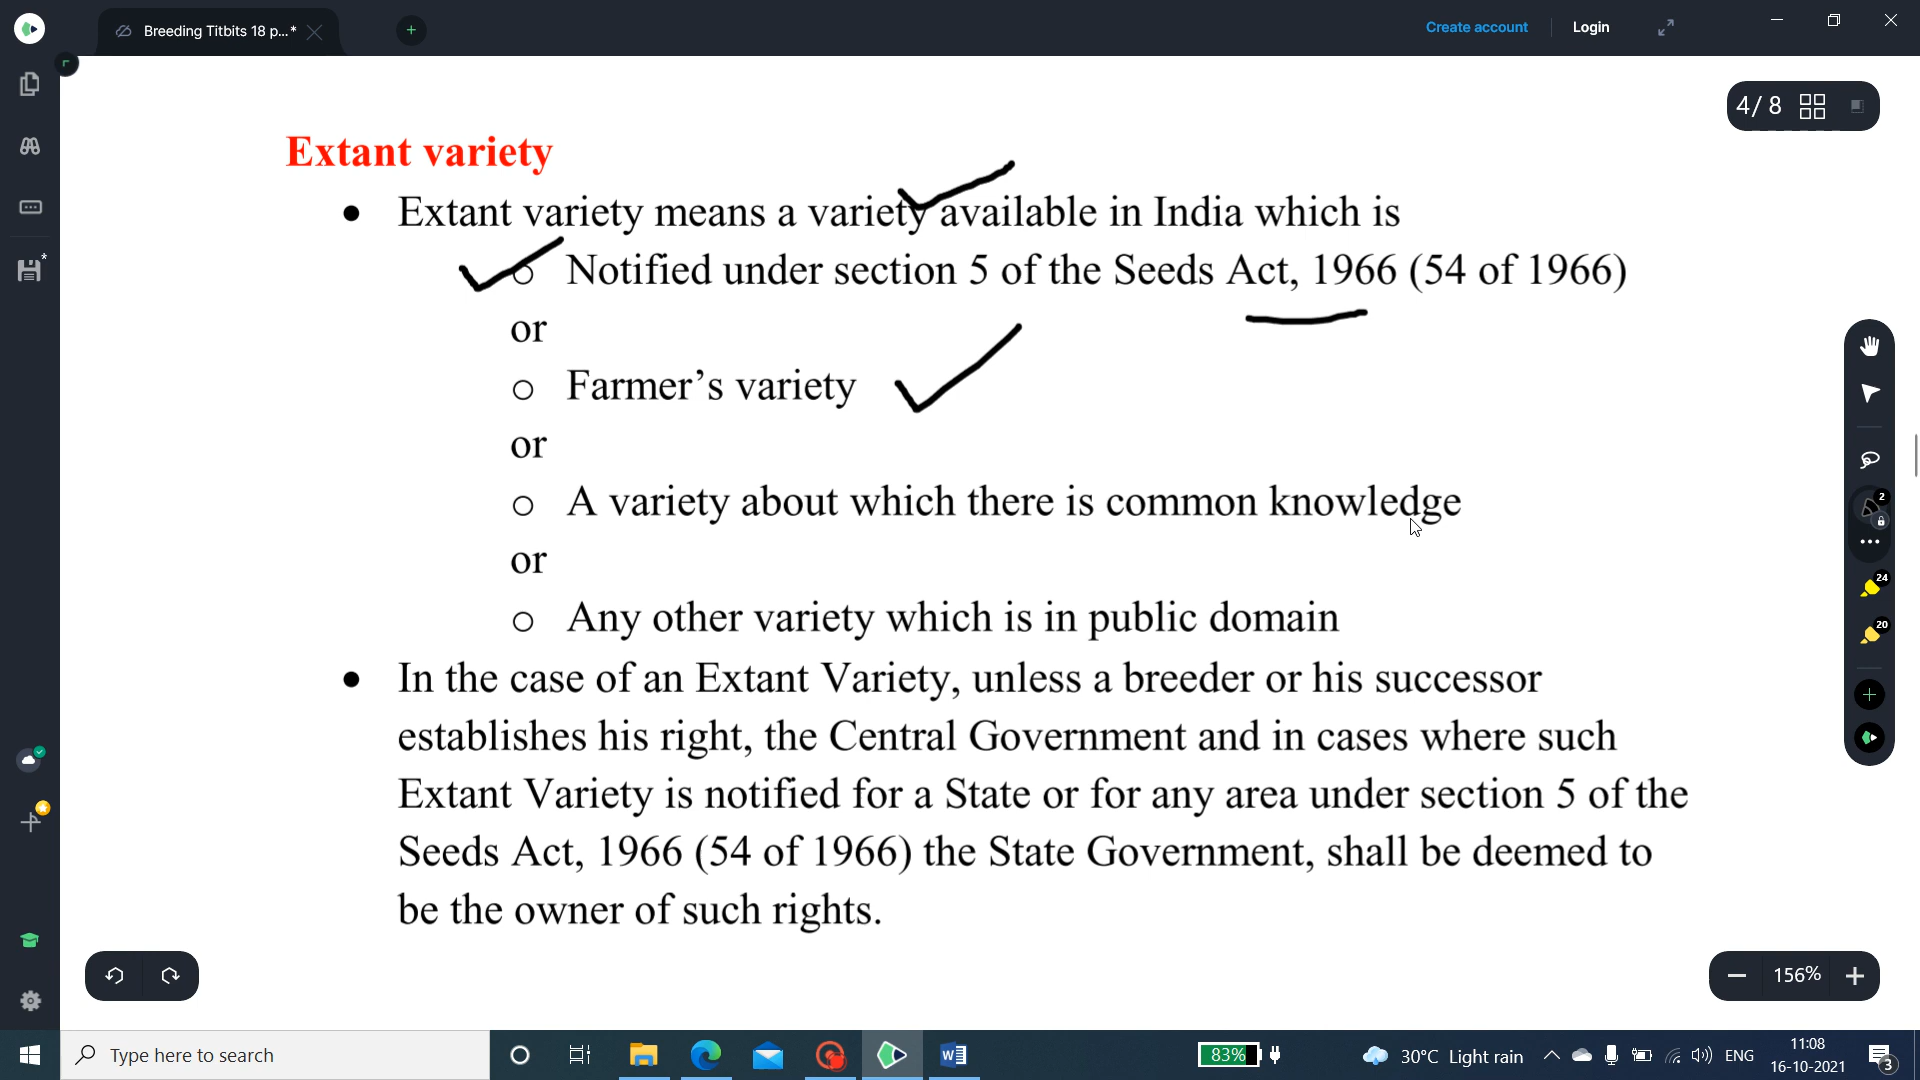 Breeding Titbits 18 p...*
Create account
Login
4/ 8
Extant variety
• Extant variety means a variety available in India which is
o Notified under section 5 of the Seeds Act, 1966 (54 of 1966)
or
o Farmer’s variety
or
o A variety about which there is common knowledge
or
o Any other variety which is in public domain
• In the case of an Extant Variety, unless a breeder or his successor
establishes his right, the Central Government and in cases where such
Extant Variety is notified for a State or for any area under section 5 of the
Seeds Act, 1966 (54 of 1966) the State Government, shall be deemed to
be the owner of such rights.
2
24
20
156%
Type here to search
83%
30°C Light rain
ENG
11:08
16-10-2021
3